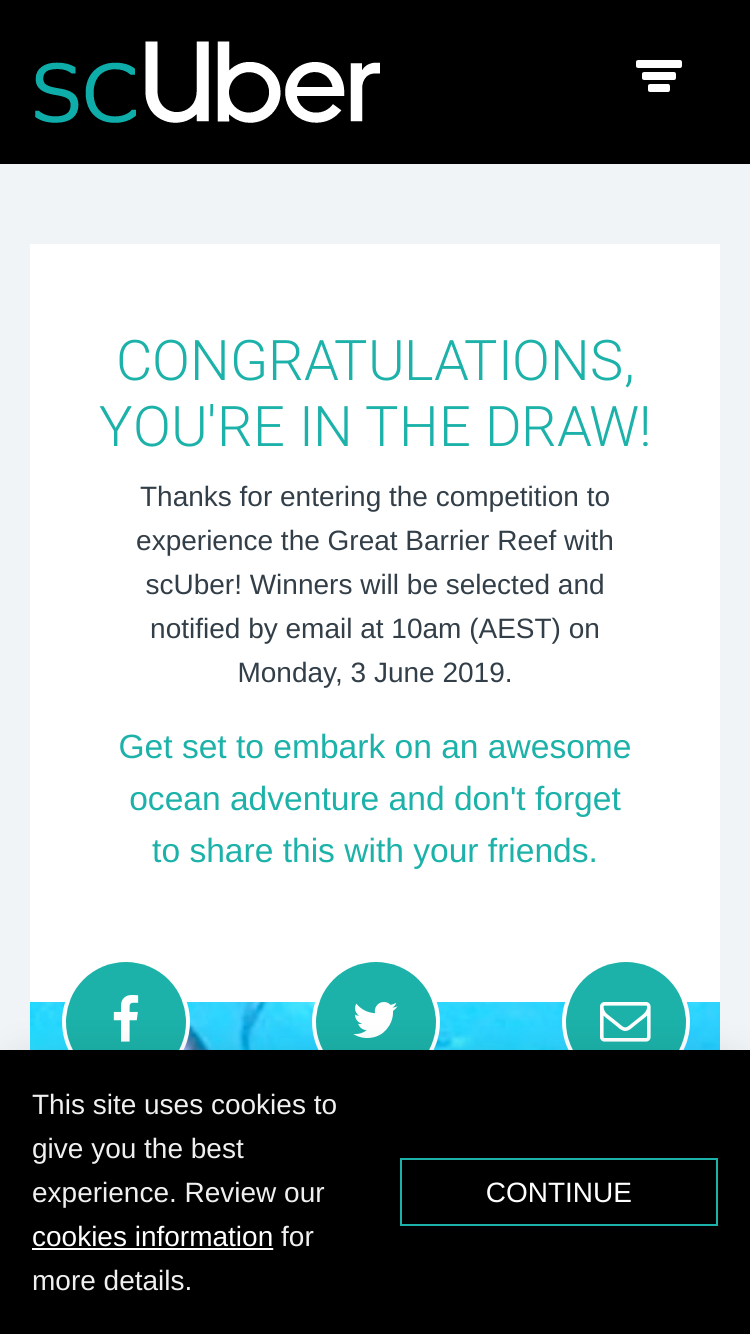 scUber
CONGRATULATIONS,
YOU'RE IN THE DRAW!
Thanks for entering the competition to
experience the Great Barrier Reef with
scUber! Winners will be selected and
notified by email at 10am (AEST) on
Monday, 3 June 2019.
Get set to embark on an awesome
ocean adventure and don't forget
to share this with your friends.
This site uses cookies to
give you the best
experience. Review our
cookies information for
more details.
CONTINUE